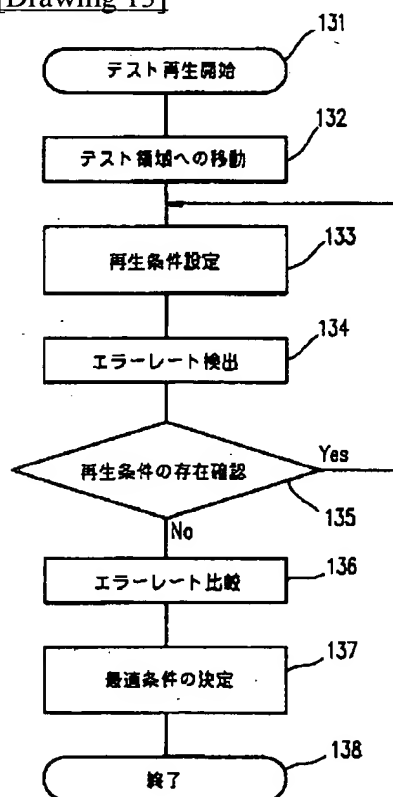 [Drawing 13]
131
テスト再生開始
132
テスト領域への移動
133
再生条件設定
134
エラーレート検出
再生条件の存在確認
Yes
135
No
136
エラーレート比較
137
最適条件の決定
138
終了